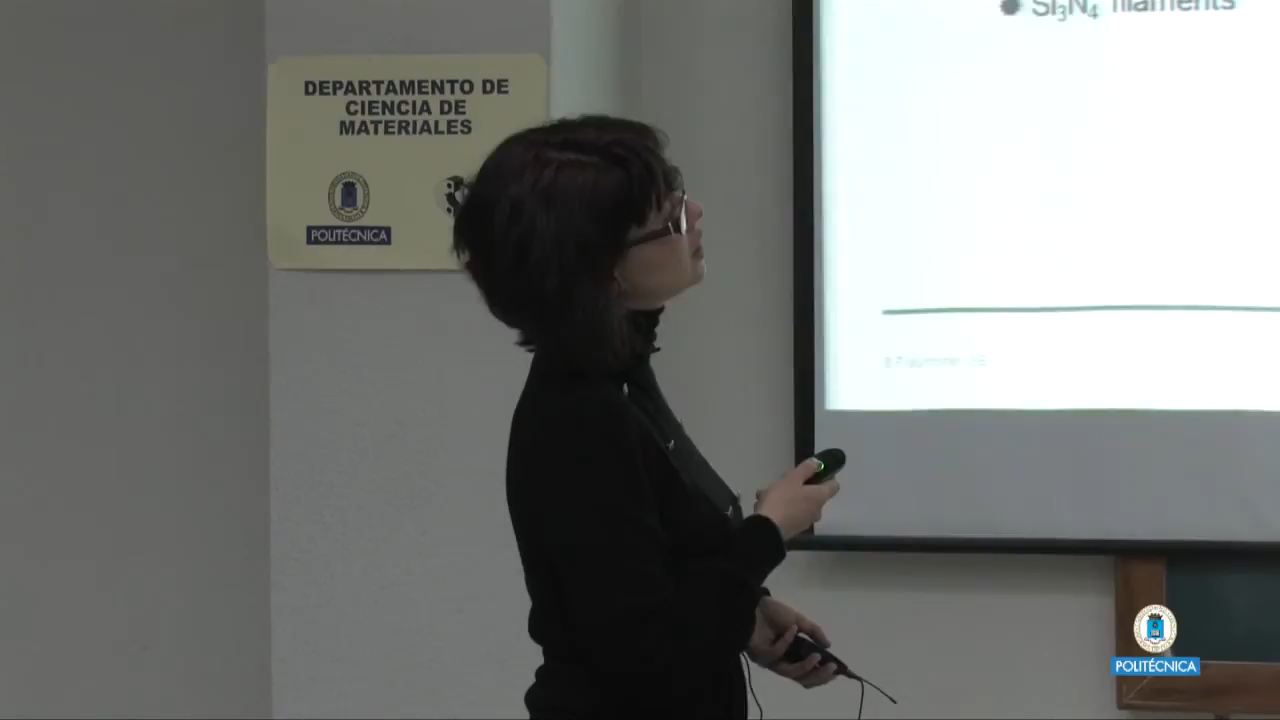 Si₃N₄ filaments
DEPARTAMENTO DE
CIENCIA DE
MATERIALES
POLITÉCNICA
POLITÉCNICA